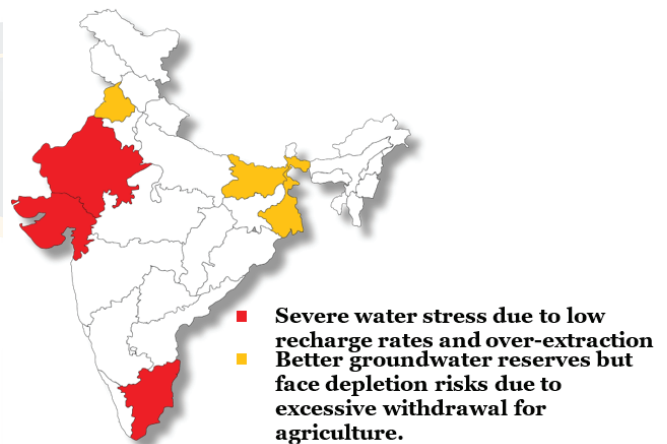 Severe water stress due to low
recharge rates and over-extraction
Better groundwater reserves but
face depletion risks due to
excessive withdrawal for
agriculture.